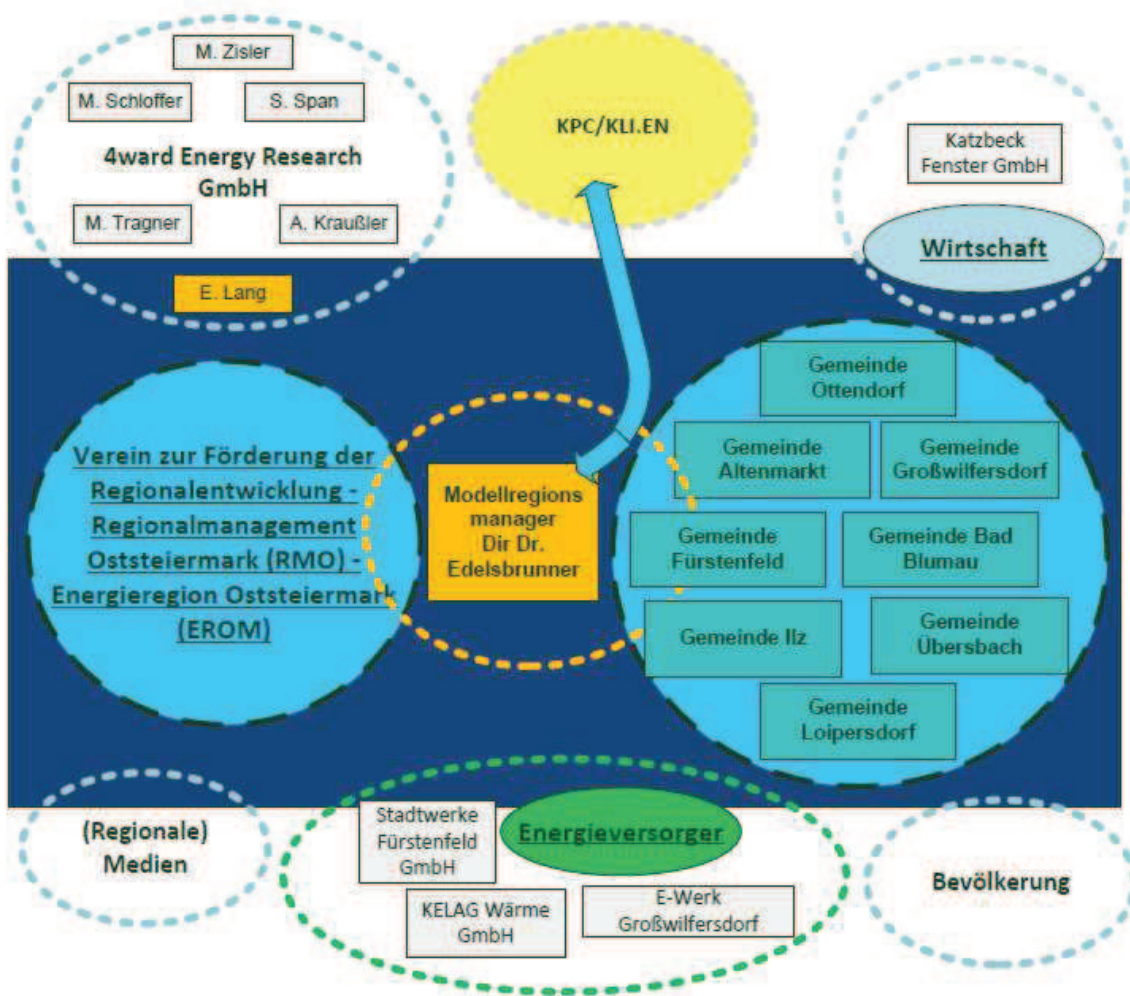 M. Zisler
M. Schloffer
S. Span
4ward Energy Research
GmbH
M. Tragner
A. Kraußler
E. Lang
KPC/KLI.EN
Katzbeck
Fenster GmbH
Wirtschaft
Verein zur Förderung der
Regionalentwicklung -
Regionalmanagement
Oststeiermark (RMO) -
Energieregion Oststeiermark
(EROM)
Modellregions
manager
Dir Dr.
Edelsbrunner
Gemeinde
Ottendorf
Gemeinde
Altenmarkt
Gemeinde
Großwilfersdorf
Gemeinde
Fürstenfeld
Gemeinde Bad
Blumau
Gemeinde Ilz
Gemeinde
Übersbach
Gemeinde
Loipersdorf
(Regionale)
Medien
Stadtwerke
Fürstenfeld
GmbH
Energieversorger
KELAG Wärme
GmbH
E-Werk
Großwilfersdorf
Bevölkerung